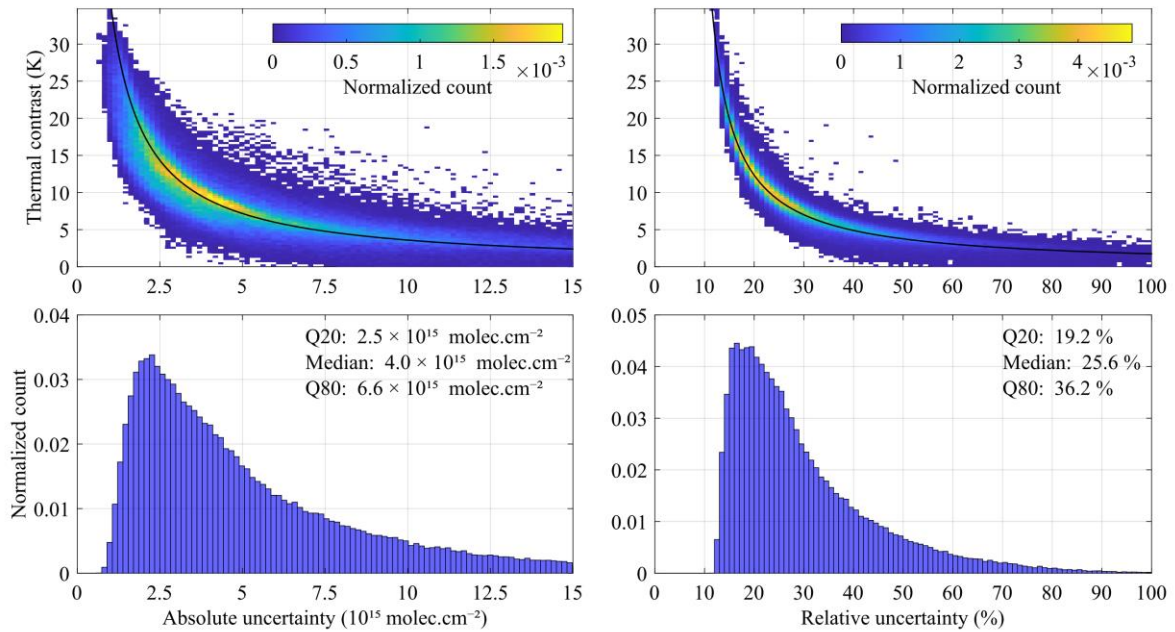 Thermal contrast (K)
35
30
25
20
15
10
5
0
0 0.5 1 1.5
×10⁻³
Normalized count
0 2.5 5 7.5 10 12.5 15
30
25
20
15
10
5
0
0 1 2 3 4
×10⁻³
Normalized count
0 10 20 30 40 50 60 70 80 90 100
Normalized count
0.04
0.03
0.02
0.01
0
Q20: 2.5 × 10¹⁵ molec.cm⁻²
Median: 4.0 × 10¹⁵ molec.cm⁻²
Q80: 6.6 × 10¹⁵ molec.cm⁻²
0 2.5 5 7.5 10 12.5 15
Absolute uncertainty (10¹⁵ molec.cm⁻²)
0.05
0.04
0.03
0.02
0.01
0
Q20: 19.2 %
Median: 25.6 %
Q80: 36.2 %
0 10 20 30 40 50 60 70 80 90 100
Relative uncertainty (%)